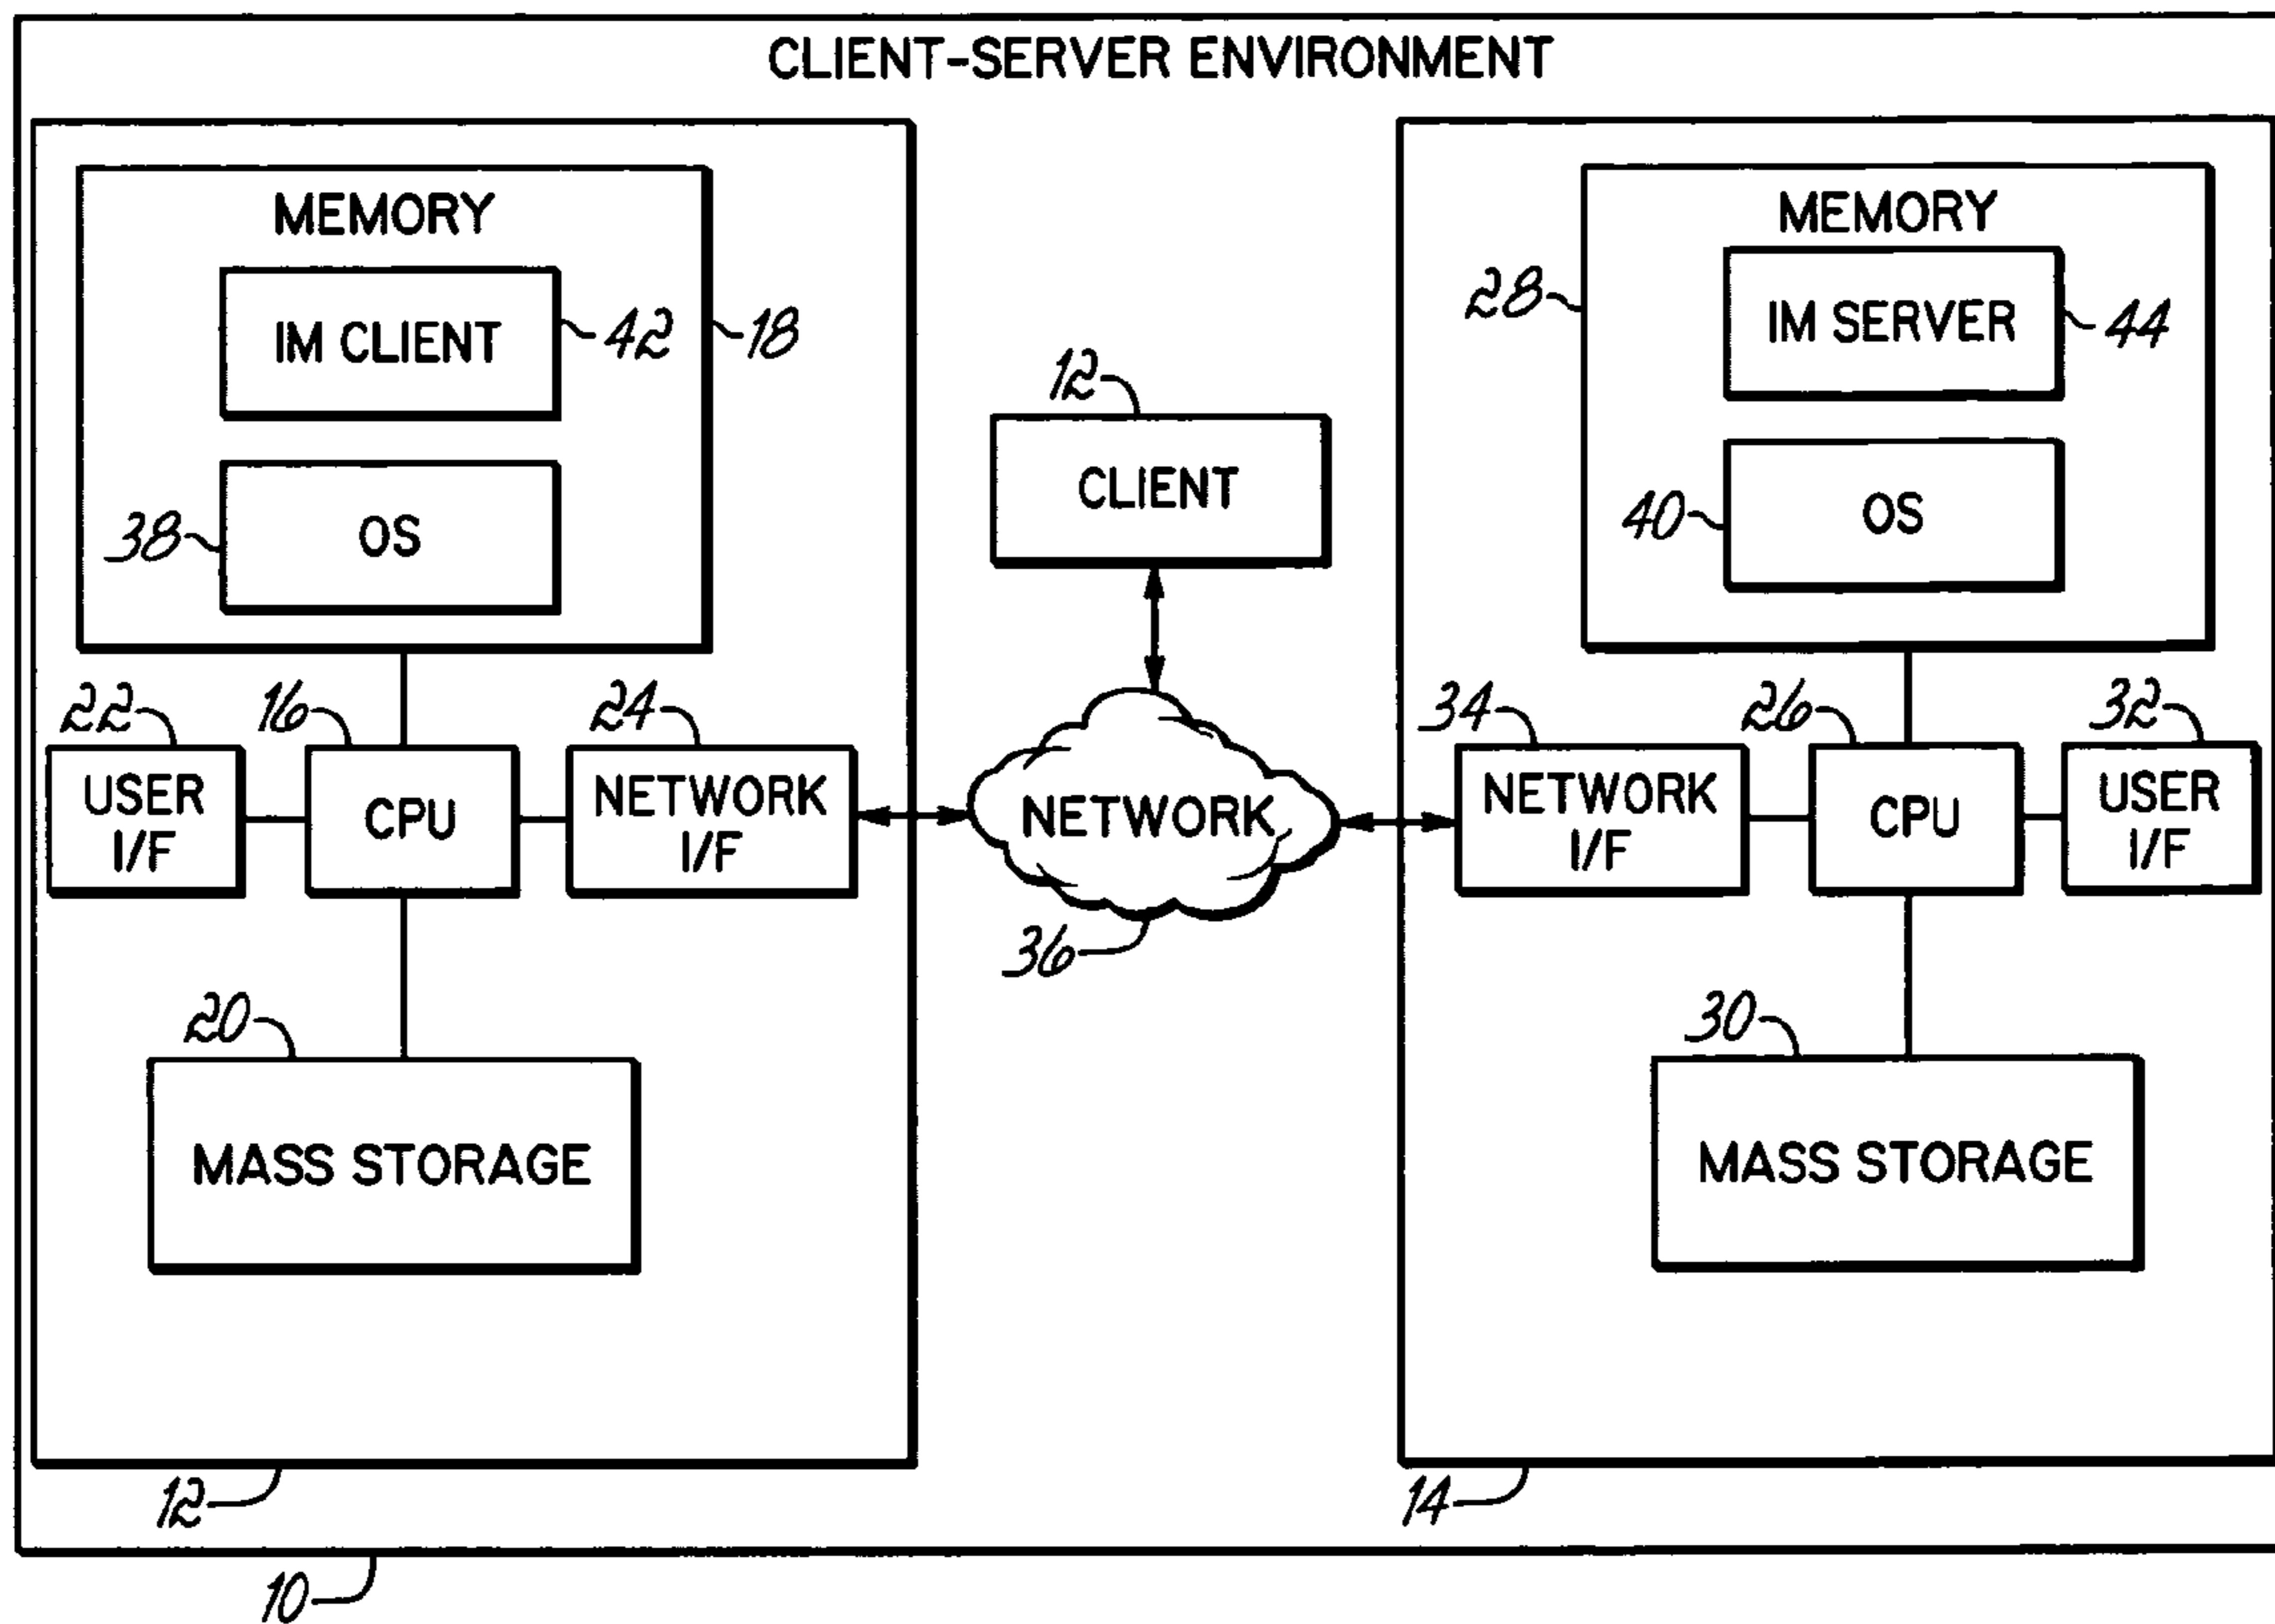 CLIENT-SERVER ENVIRONMENT
MEMORY
IM CLIENT
42
18
OS
38
22
16
24
USER
I/F
CPU
NETWORK
I/F
20
MASS STORAGE
12
12
CLIENT
NETWORK
36
MEMORY
28
IM SERVER
44
40
OS
34
26
32
NETWORK
I/F
CPU
USER
I/F
30
MASS STORAGE
14
10